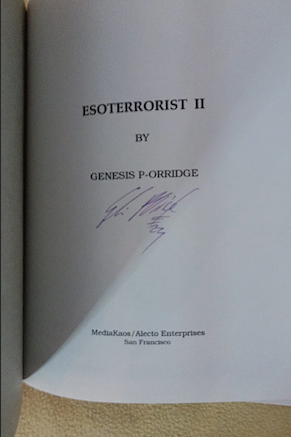 ESOTERRORIST II
BY
GENESIS P-ORRIDGE
MediaKaos/Alecto Enterprises
San Francisco